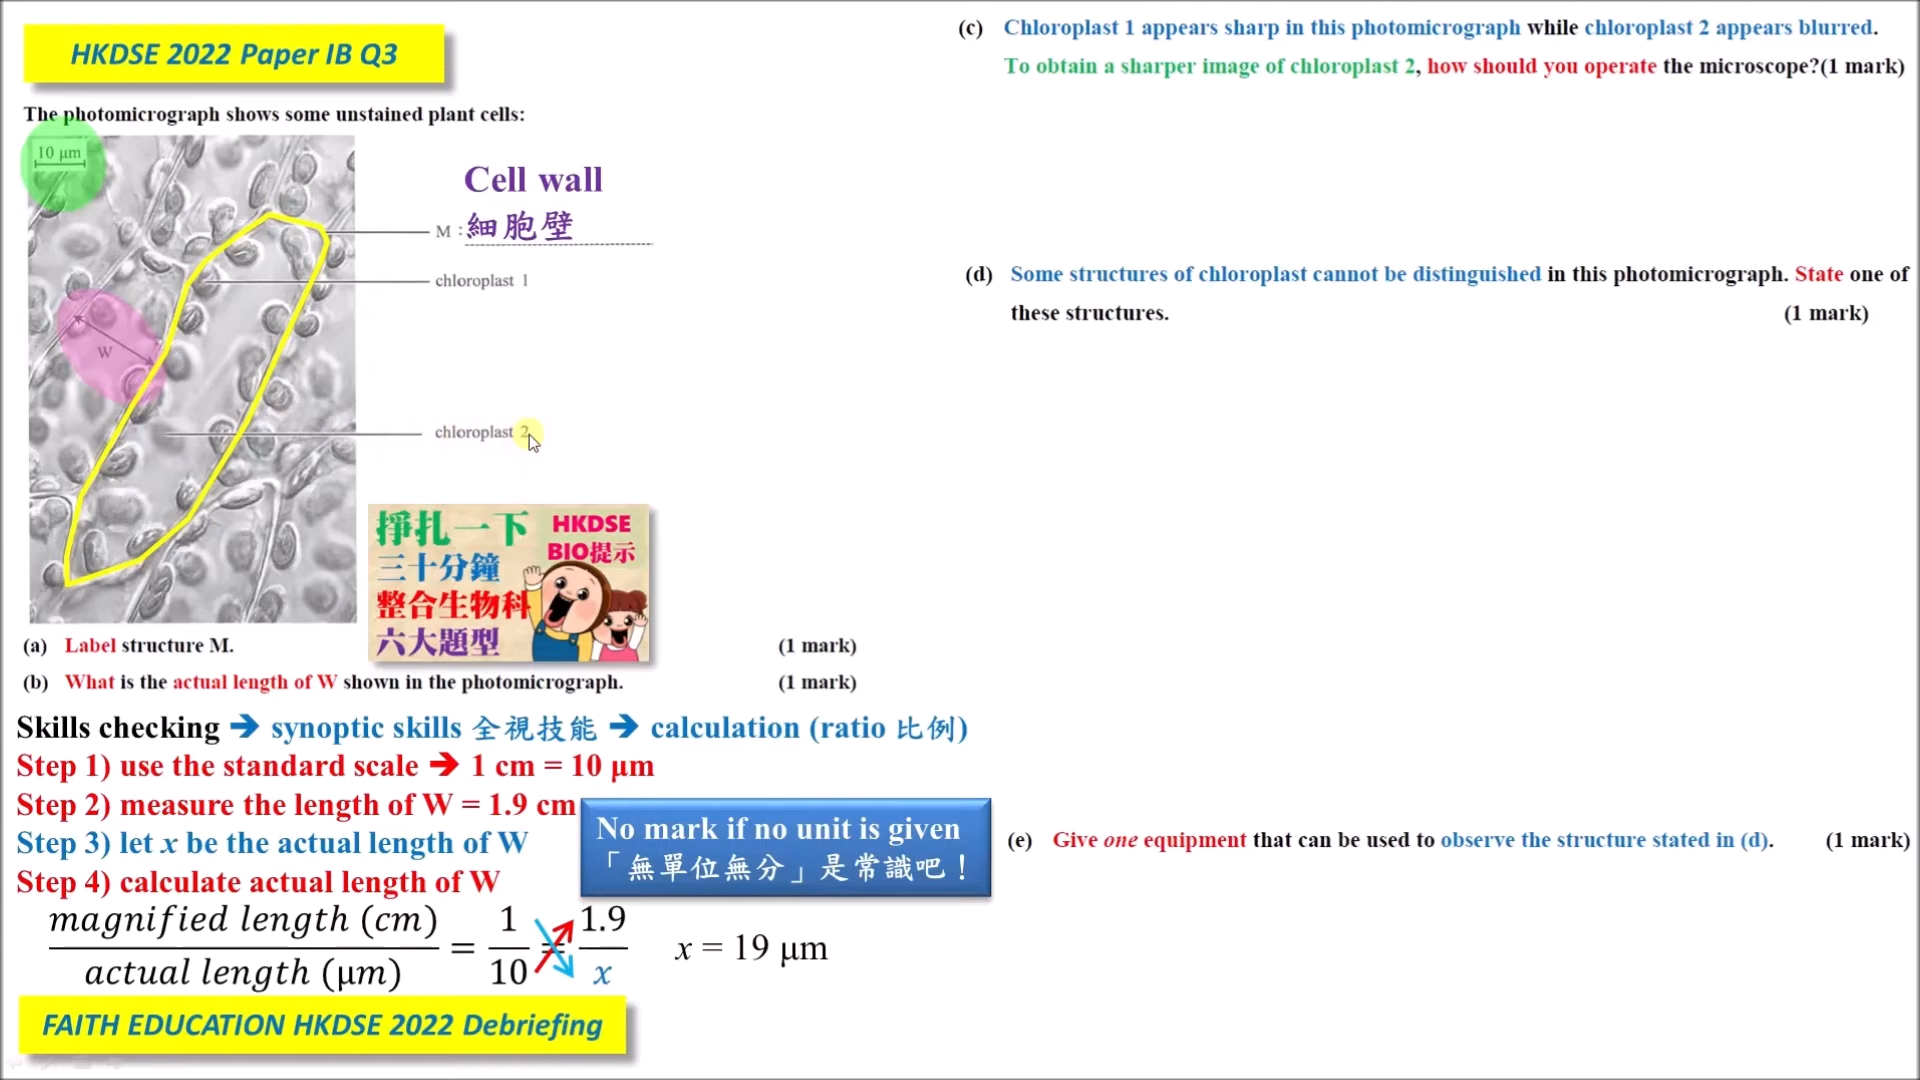 HKDSE 2022 Paper IB Q3
The photomicrograph shows some unstained plant cells:
10 μm
W
Cell wall
M : 細胞壁
chloroplast 1
chloroplast 2
掙扎一下
三十分鐘
整合生物科
六大題型
HKDSE
BIO提示
(a) Label structure M. (1 mark)
(b) What is the actual length of W shown in the photomicrograph. (1 mark)
Skills checking ➔ synoptic skills 全視技能 ➔ calculation (ratio 比例)
Step 1) use the standard scale ➔ 1 cm = 10 μm
Step 2) measure the length of W = 1.9 cm
Step 3) let x be the actual length of W
Step 4) calculate actual length of W
No mark if no unit is given
「無單位無分」是常識吧！
magnified length (cm) / actual length (μm) = 1/10 = 1.9/x x = 19 μm
FAITH EDUCATION HKDSE 2022 Debriefing
(c) Chloroplast 1 appears sharp in this photomicrograph while chloroplast 2 appears blurred.
To obtain a sharper image of chloroplast 2, how should you operate the microscope?(1 mark)
(d) Some structures of chloroplast cannot be distinguished in this photomicrograph. State one of
these structures. (1 mark)
(e) Give one equipment that can be used to observe the structure stated in (d). (1 mark)